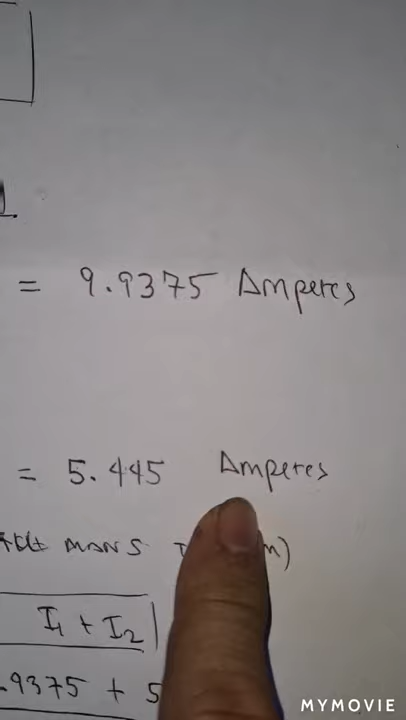 = 9.9375 Amperes
= 5.445 Amperes
I1 + I2
.9375 + 5
MYMOVIE